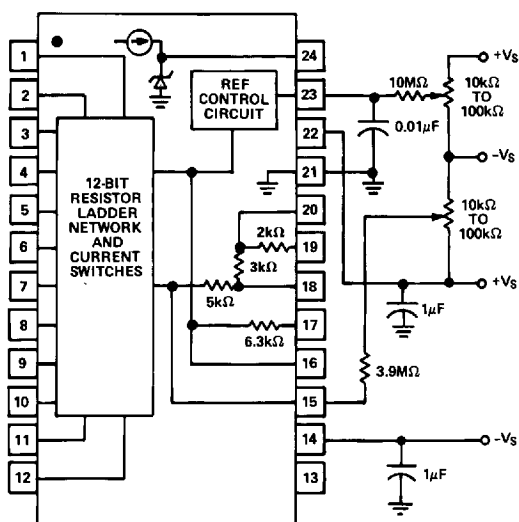 1
2
3
4
5
6
7
8
9
10
11
12
12-BIT
RESISTOR
LADDER
NETWORK
AND
CURRENT
SWITCHES
REF
CONTROL
CIRCUIT
2kΩ
3kΩ
5kΩ
6.3kΩ
24
23
22
21
20
19
18
17
16
15
14
13
10MΩ
0.01μF
+VS
10kΩ
TO
100kΩ
−VS
10kΩ
TO
100kΩ
+VS
1μF
3.9MΩ
−VS
1μF